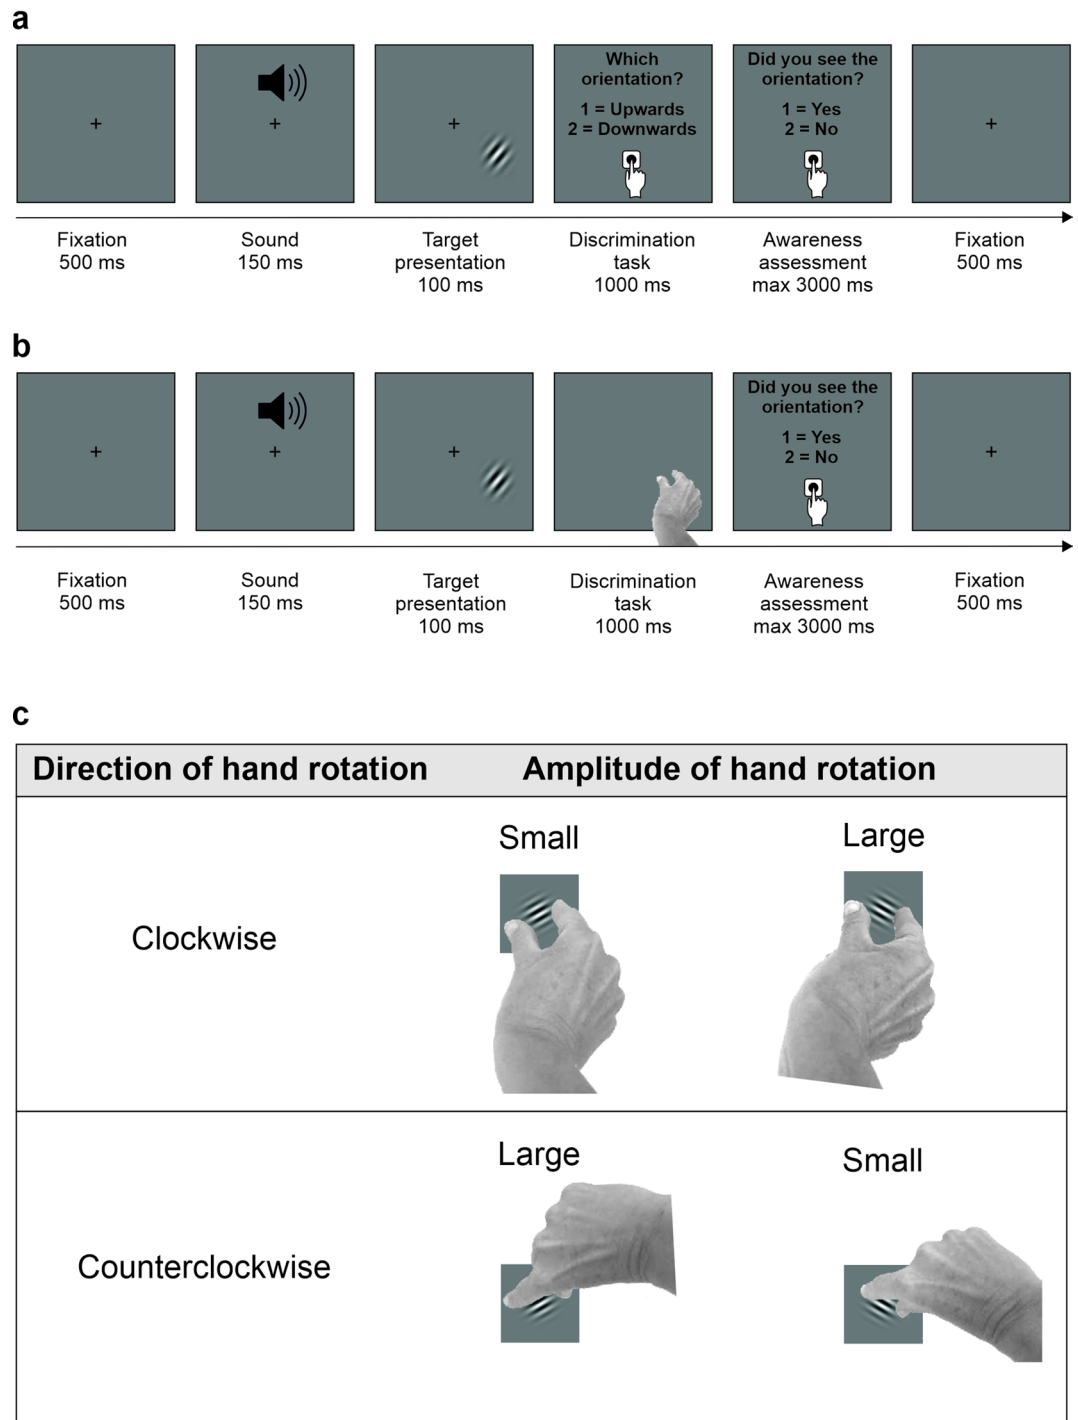 a
+
+
+
Which
orientation?
1 = Upwards
2 = Downwards
Did you see the
orientation?
1 = Yes
2 = No
+
Fixation
500 ms
Sound
150 ms
Target
presentation
100 ms
Discrimination
task
1000 ms
Awareness
assessment
max 3000 ms
Fixation
500 ms
b
+
+
+
Did you see the
orientation?
1 = Yes
2 = No
+
Fixation
500 ms
Sound
150 ms
Target
presentation
100 ms
Discrimination
task
1000 ms
Awareness
assessment
max 3000 ms
Fixation
500 ms
c
Direction of hand rotation
Amplitude of hand rotation
Clockwise
Small
Large
Counterclockwise
Large
Small